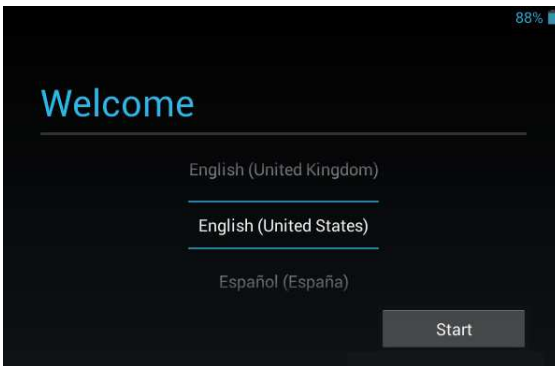 88%
Welcome
English (United Kingdom)
English (United States)
Español (España)
Start